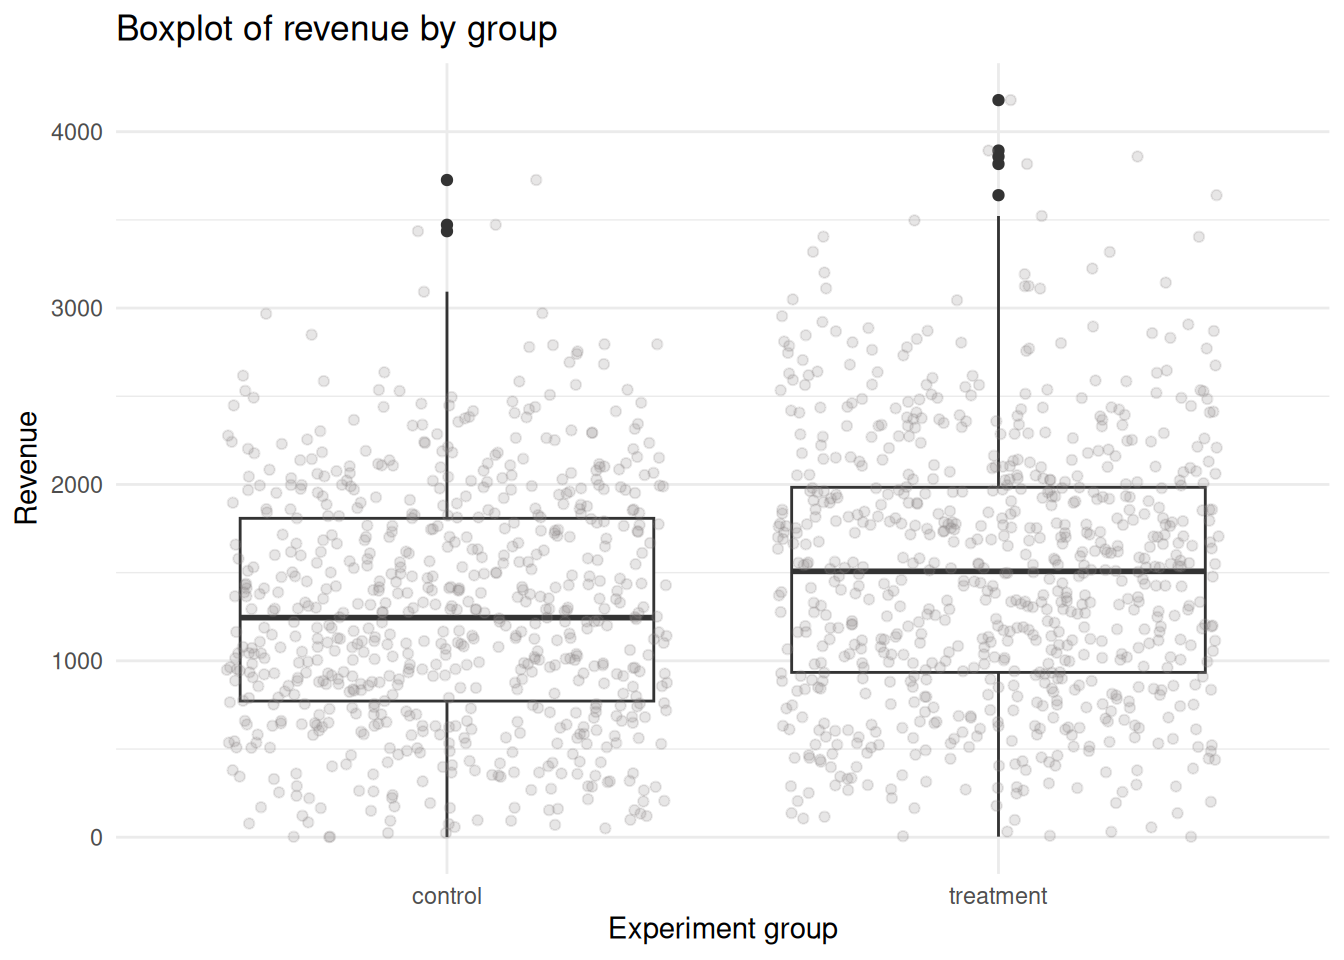 Boxplot of revenue by group
4000
3000
2000
1000
0
Revenue
control
treatment
Experiment group